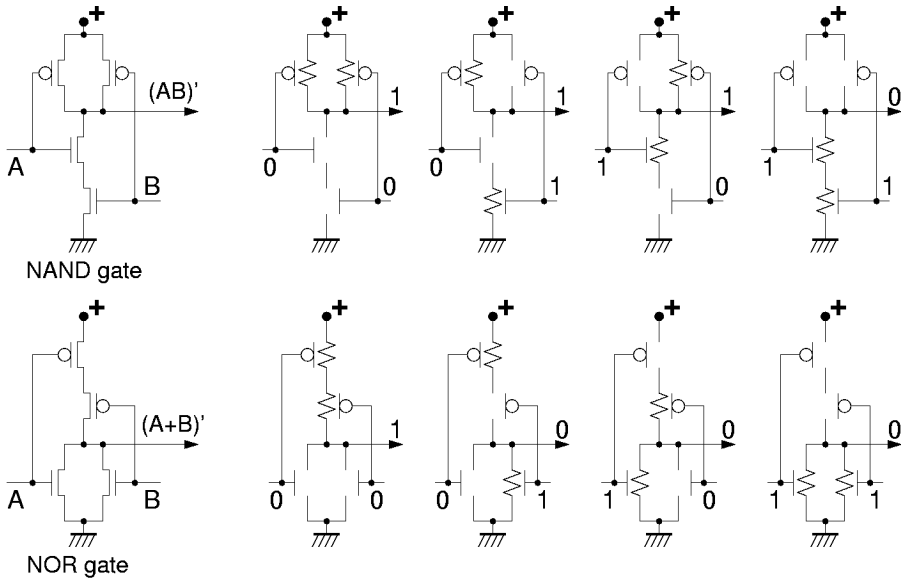 + + + + +
(AB)' 1 1 1 0
A B 0 0 0 1 1 0 1 1
NAND gate
+ + + + +
(A+B)' 1 0 0 0
A B 0 0 0 1 1 0 1 1
NOR gate